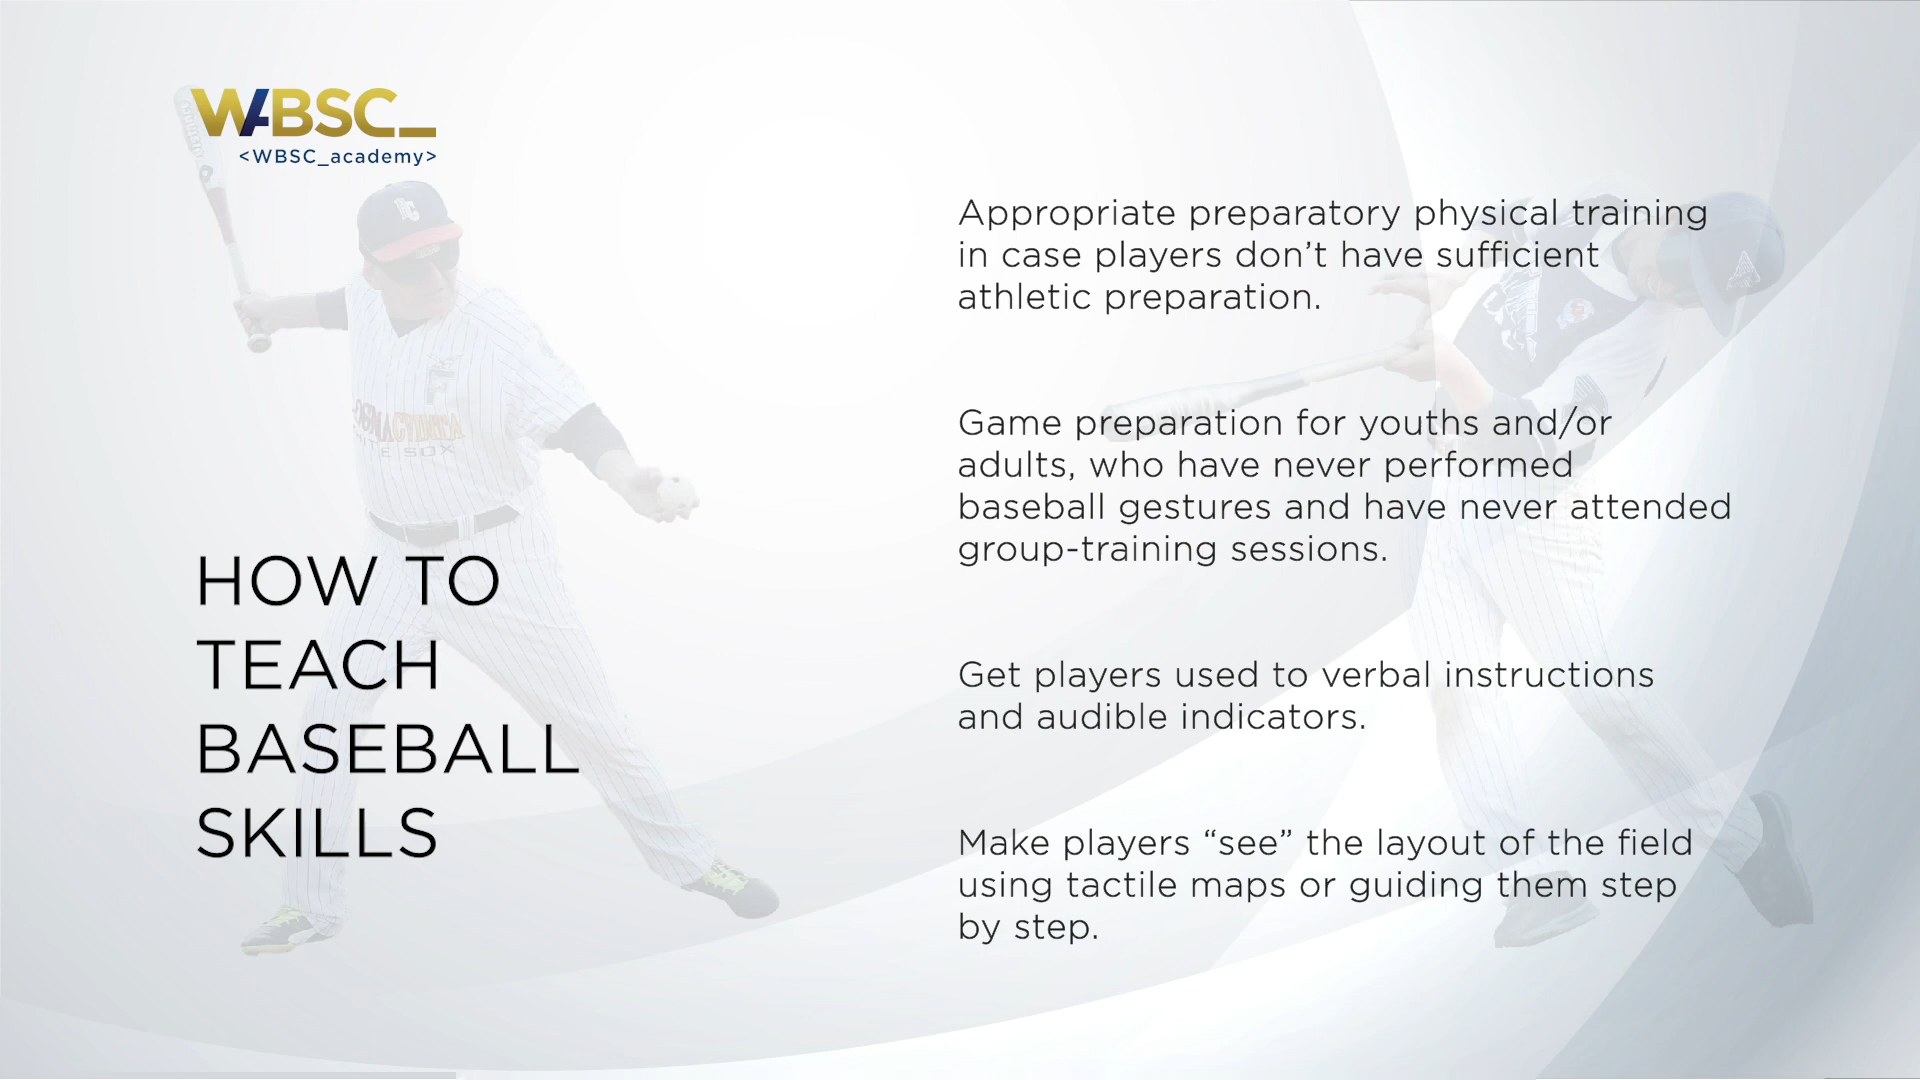 WBSC_
<WBSC_academy>
HOW TO
TEACH
BASEBALL
SKILLS
Appropriate preparatory physical training
in case players don’t have sufficient
athletic preparation.
Game preparation for youths and/or
adults, who have never performed
baseball gestures and have never attended
group-training sessions.
Get players used to verbal instructions
and audible indicators.
Make players “see” the layout of the field
using tactile maps or guiding them step
by step.